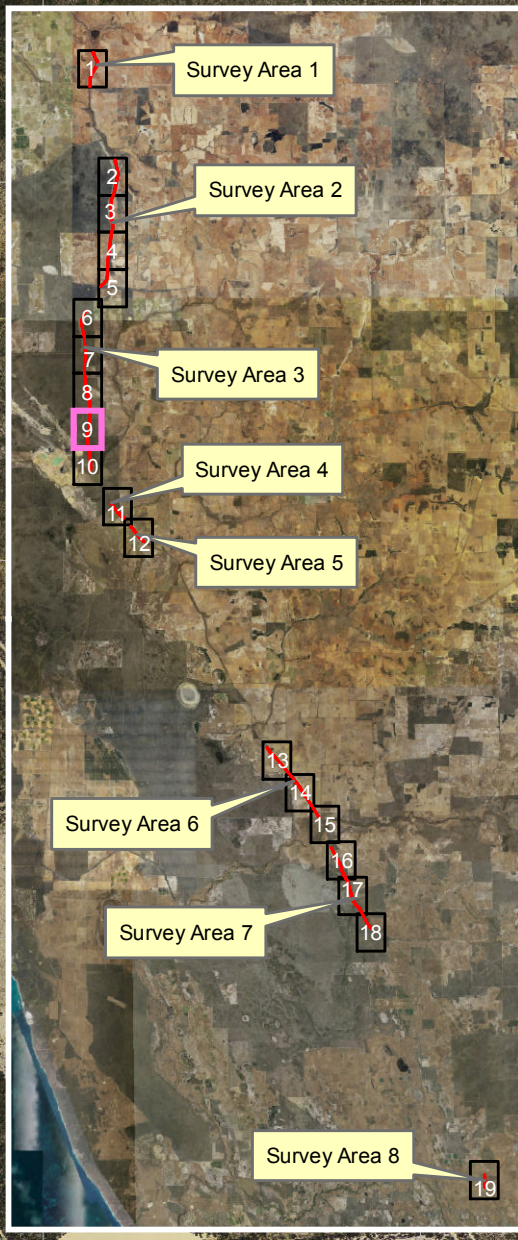 1
Survey Area 1
2
Survey Area 2
3
4
5
6
7
Survey Area 3
8
9
10
Survey Area 4
11
12
Survey Area 5
13
14
Survey Area 6
15
16
17
Survey Area 7
18
Survey Area 8
19